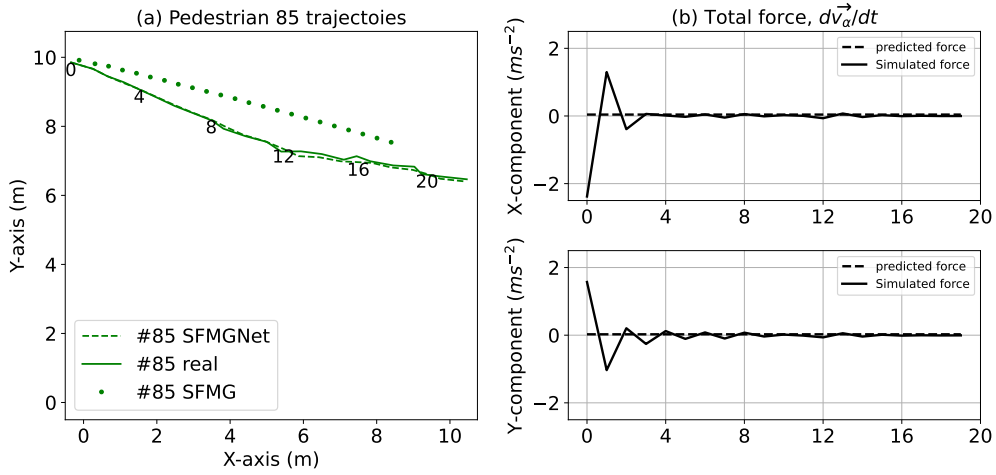 (a) Pedestrian 85 trajectoies
10
8
6
4
2
0
Y-axis (m)
0
4
8
12
16
20
#85 SFMGNet
#85 real
#85 SFMG
0 2 4 6 8 10
X-axis (m)
(b) Total force, $d\overrightarrow{v_\alpha}/dt$
X-component ($ms^{-2}$)
2
0
−2
predicted force
Simulated force
0 4 8 12 16 20
Y-component ($ms^{-2}$)
2
0
−2
predicted force
Simulated force
0 4 8 12 16 20